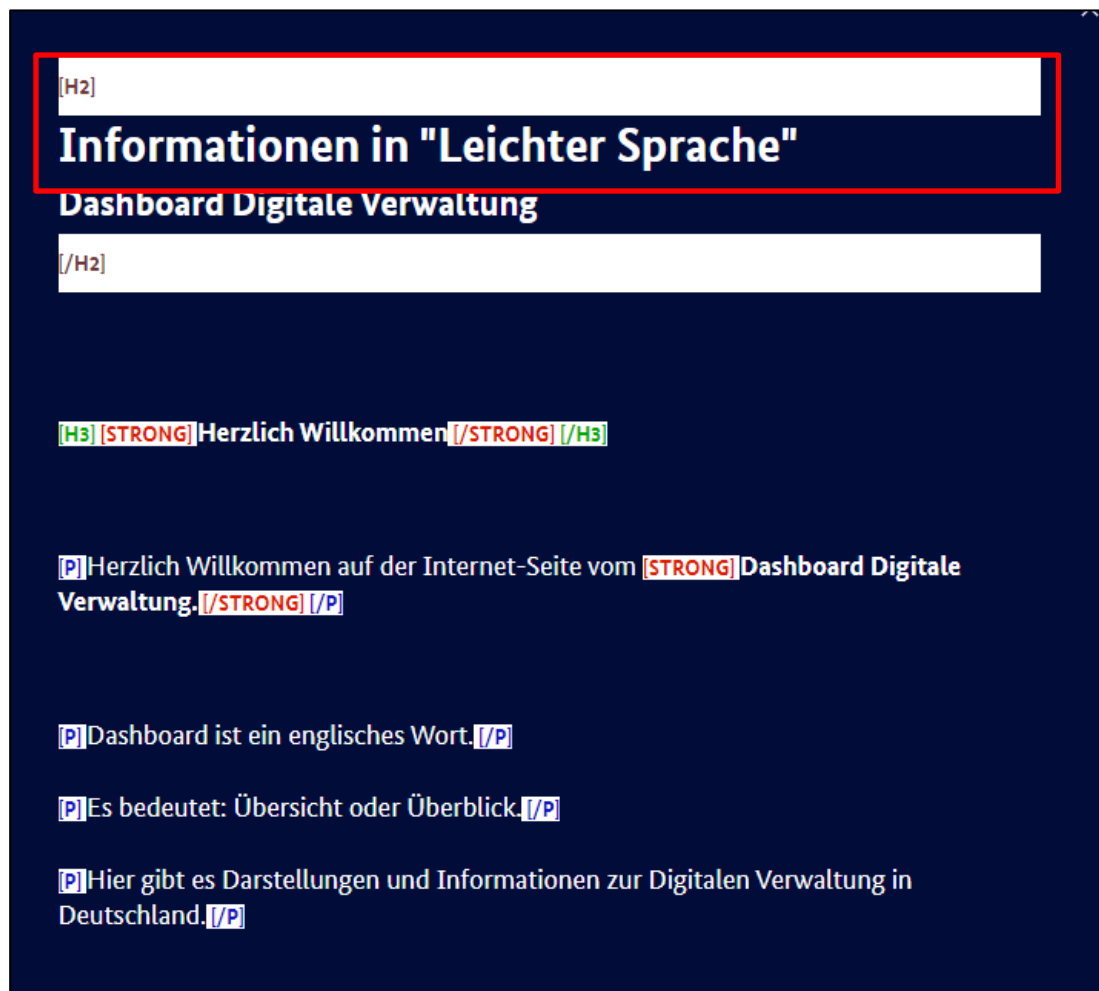 [H2]
Informationen in "Leichter Sprache"
Dashboard Digitale Verwaltung
[/H2]
[H3] [STRONG]Herzlich Willkommen[/STRONG] [/H3]
[P]Herzlich Willkommen auf der Internet-Seite vom [STRONG]Dashboard Digitale
Verwaltung.[/STRONG] [/P]
[P]Dashboard ist ein englisches Wort.[/P]
[P]Es bedeutet: Übersicht oder Überblick.[/P]
[P]Hier gibt es Darstellungen und Informationen zur Digitalen Verwaltung in
Deutschland.[/P]